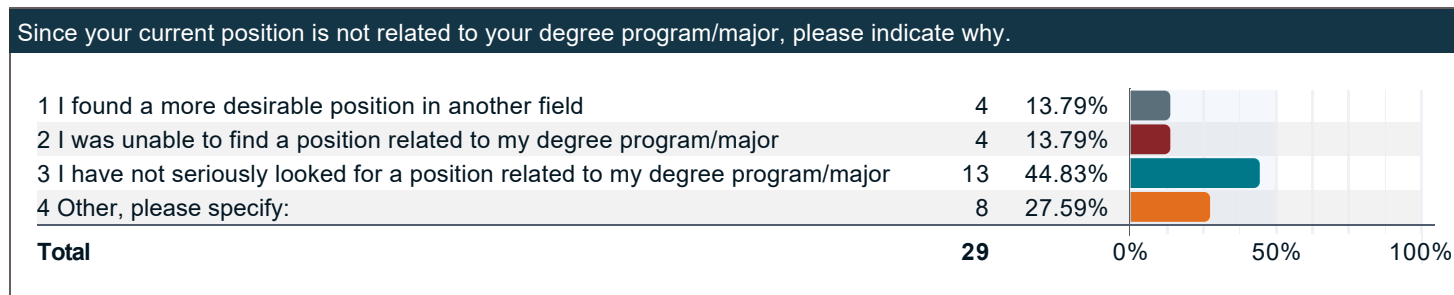 Since your current position is not related to your degree program/major, please indicate why.
1 I found a more desirable position in another field 4 13.79%
2 I was unable to find a position related to my degree program/major 4 13.79%
3 I have not seriously looked for a position related to my degree program/major 13 44.83%
4 Other, please specify: 8 27.59%
Total 29 0% 50% 100%